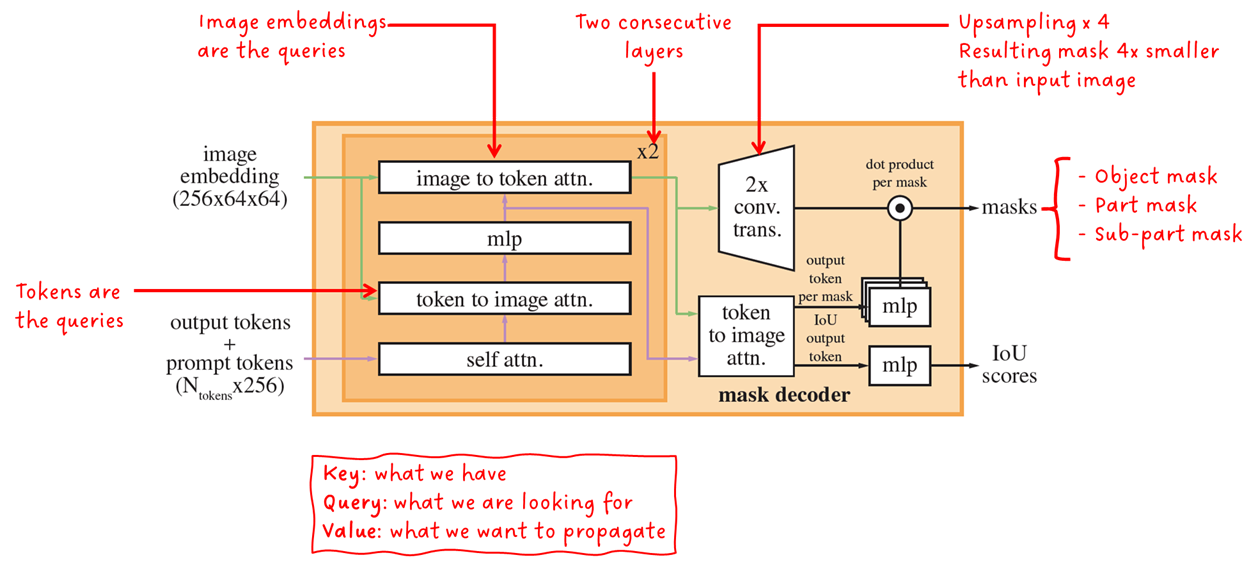 Image embeddings
are the queries
Two consecutive
layers
Upsampling x 4
Resulting mask 4x smaller
than input image
image
embedding
(256x64x64)
x2
image to token attn.
mlp
token to image attn.
self attn.
Tokens are
the queries
output tokens
+
prompt tokens
(Ntokensx256)
2x
conv.
trans.
dot product
per mask
masks
- Object mask
- Part mask
- Sub-part mask
output
token
per mask
mlp
token
to image
attn.
IoU
output
token
mlp
IoU
scores
mask decoder
Key: what we have
Query: what we are looking for
Value: what we want to propagate